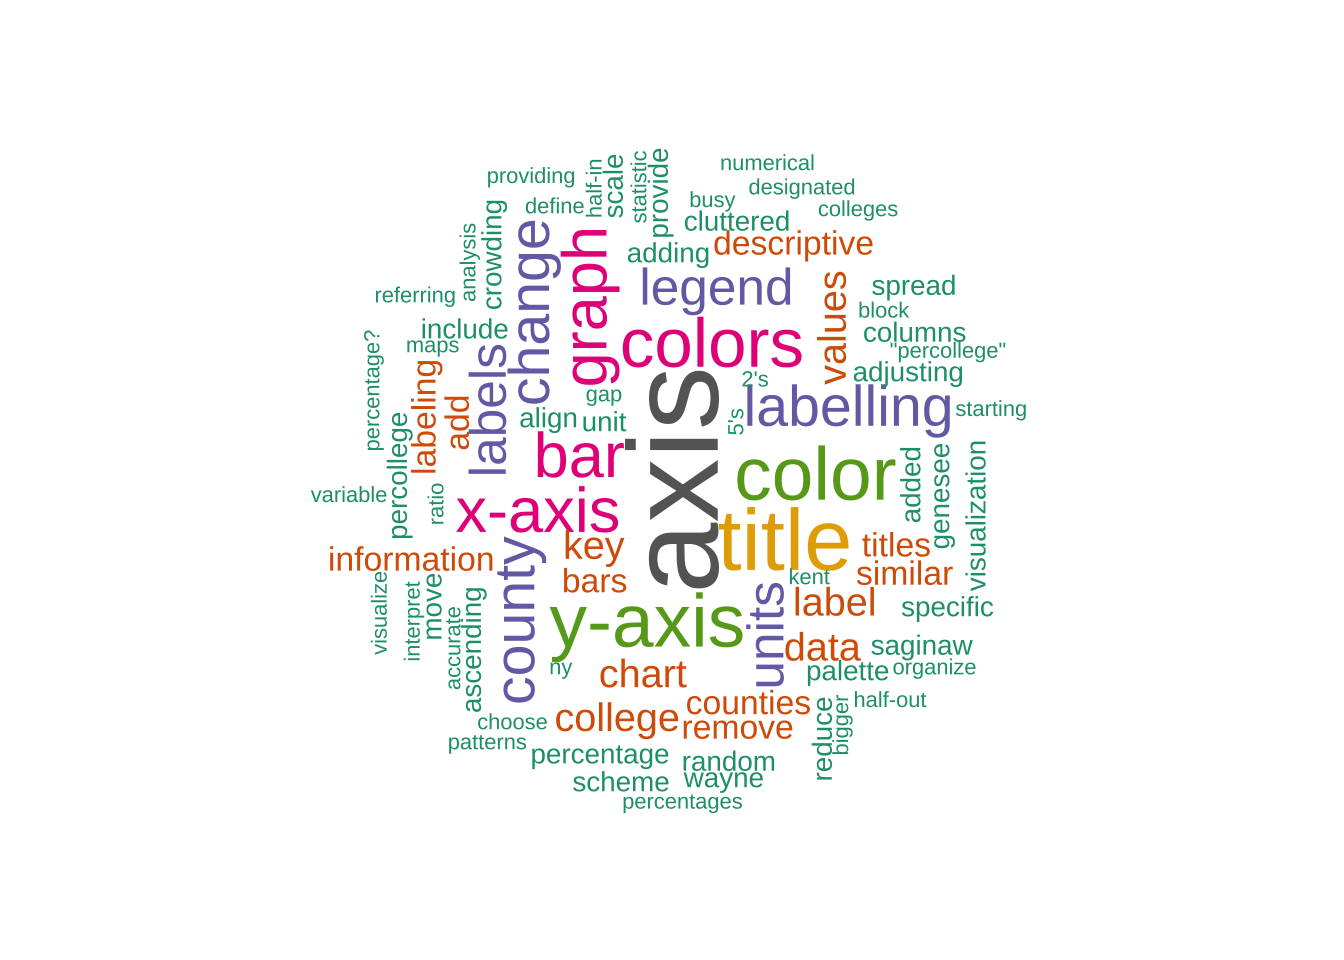 providing
half-in
scale
statistic
provide
numerical
designated
define
busy
colleges
cluttered
crowding
change
graph
adding
descriptive
analysis
legend
values
spread
referring
block
include
colors
columns
maps
"percollege"
percentage?
labels
axis
2's
adjusting
labeling
add
gap
labelling
starting
percollege
align
unit
5's
bar
color
added
genesee
visualization
variable
ratio
x-axis
title
information
key
titles
bars
kent
similar
county
units
label
specific
visualize
interpret
move
accurate
ascending
y-axis
data
saginaw
ny
chart
palette
organize
counties
half-out
choose
college
remove
reduce
bigger
patterns
percentage
random
scheme
wayne
percentages